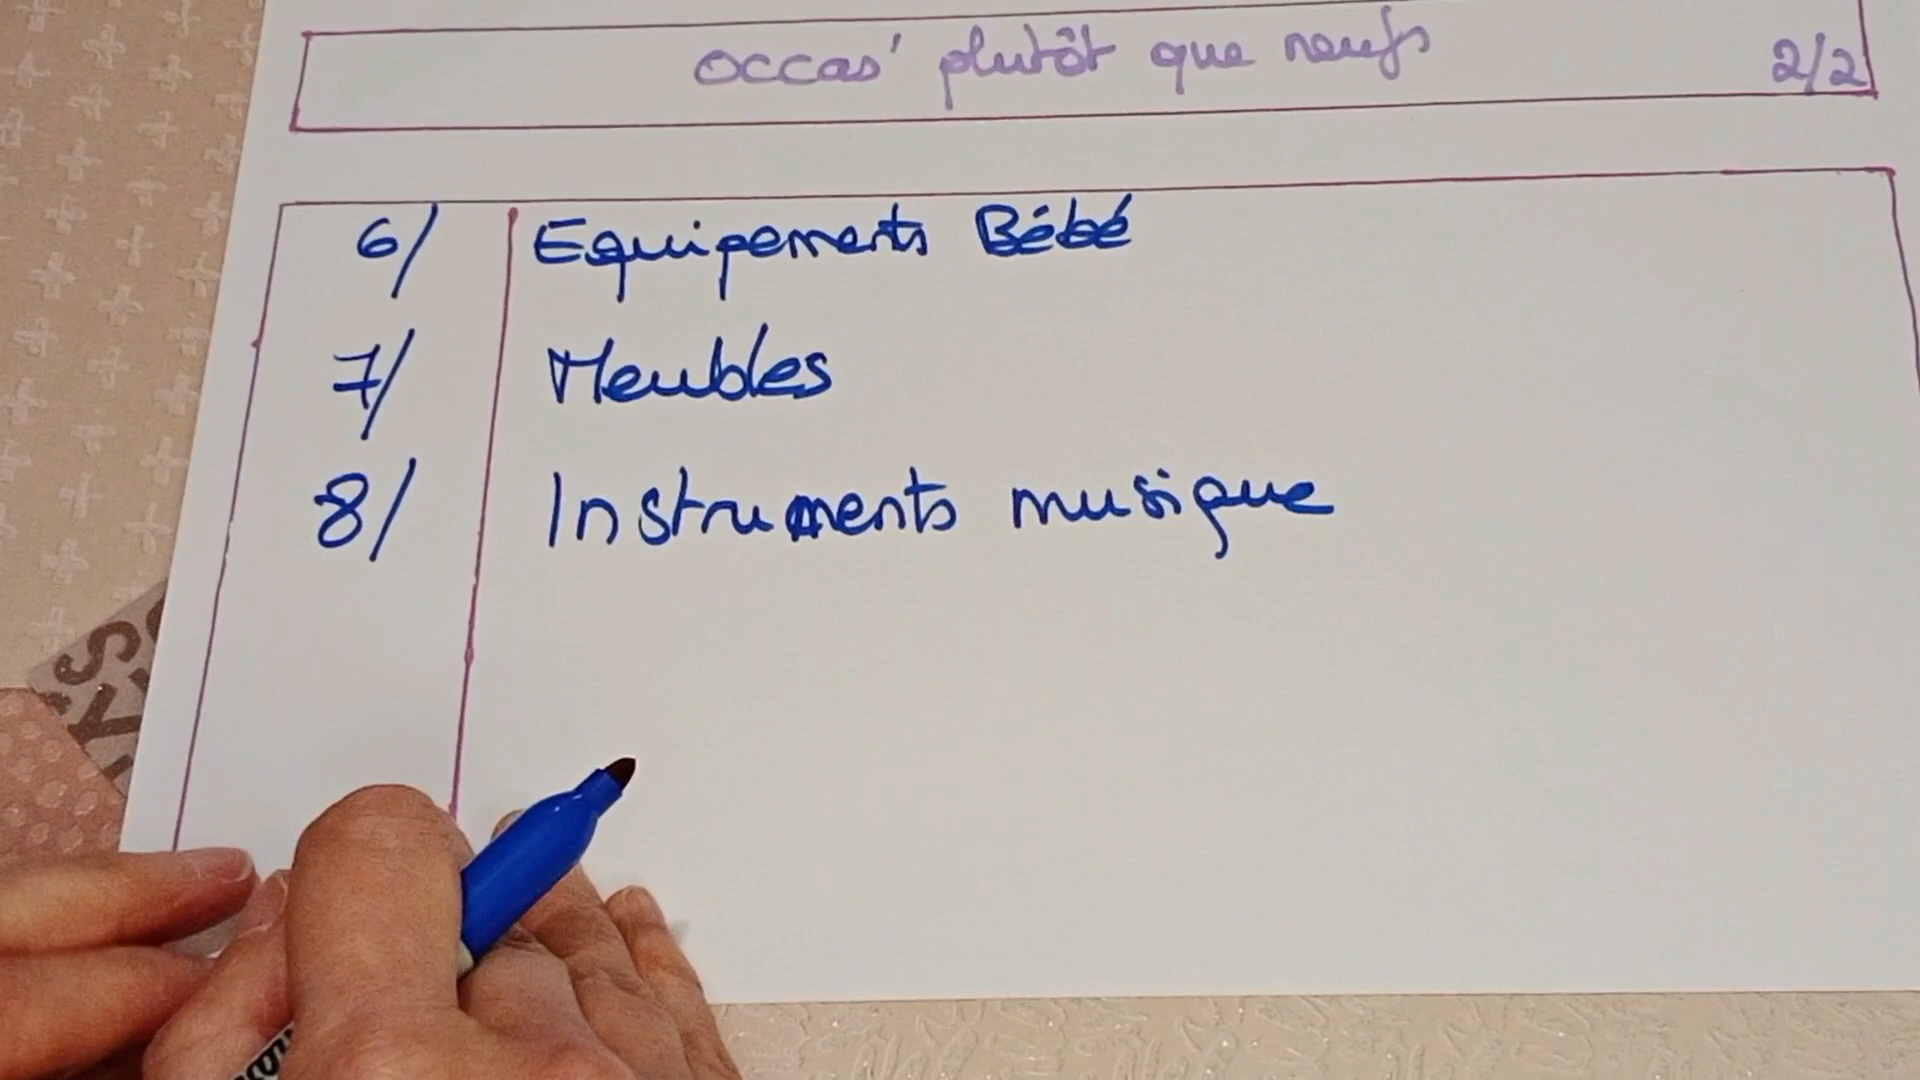 occas' plutôt que neufs 2/2
6/ Equipements Bébé
7/ Meubles
8/ Instruments musique